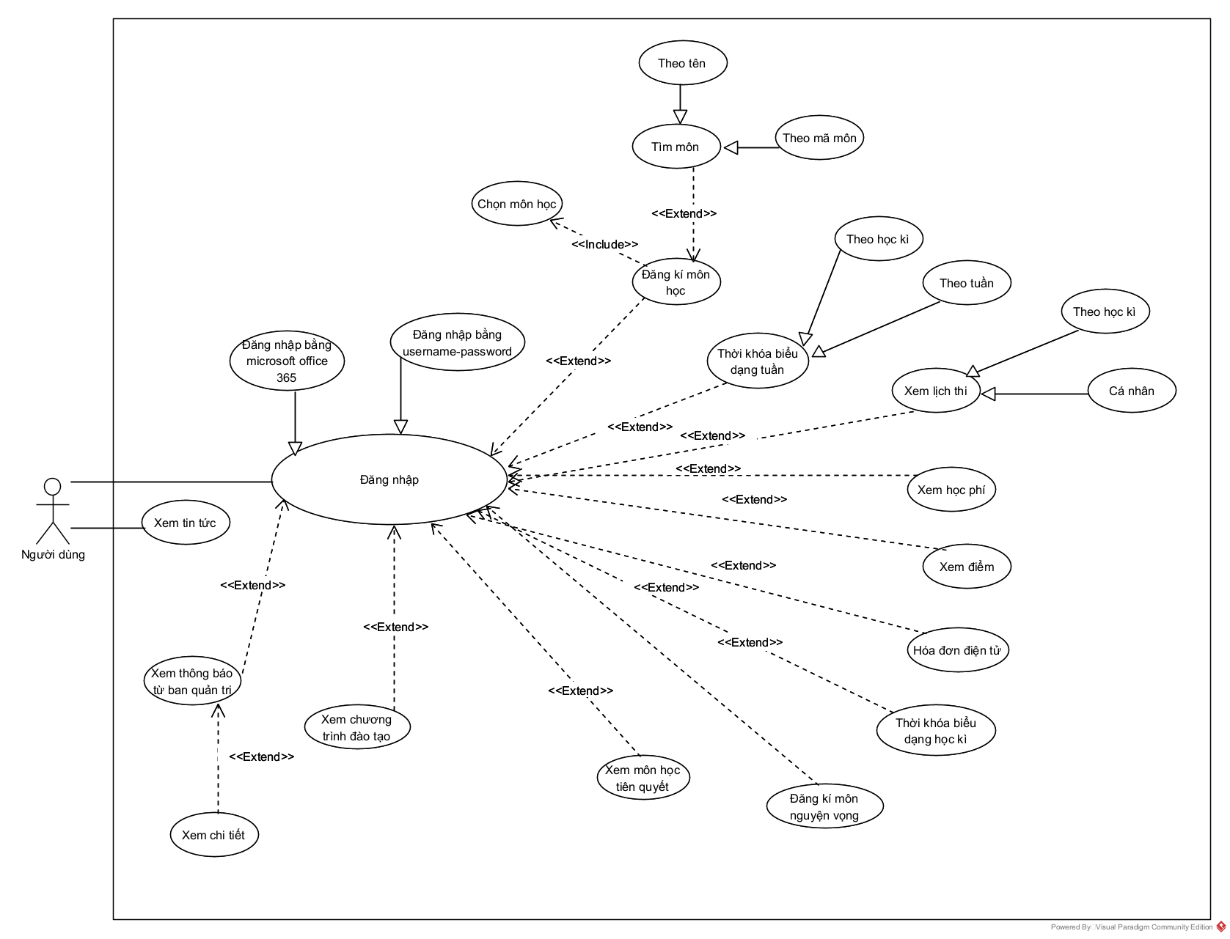 Theo tên
Theo mã môn
Tìm môn
Chọn môn học
<<Extend>>
<<Include>>
Theo học kì
Đăng kí môn
học
Theo tuần
Theo học kì
Đăng nhập bằng
username-password
Đăng nhập bằng
microsoft office
365
<<Extend>>
Thời khóa biểu
dạng tuần
Xem lịch thi
Cá nhân
<<Extend>>
<<Extend>>
<<Extend>>
Đăng nhập
Xem học phí
<<Extend>>
Xem tin tức
Người dùng
Xem điểm
<<Extend>>
<<Extend>>
<<Extend>>
<<Extend>>
<<Extend>>
Hóa đơn điện tử
Xem thông báo
từ ban quản trị
<<Extend>>
Xem chương
trình đào tạo
Thời khóa biểu
dạng học kì
<<Extend>>
Xem môn học
tiên quyết
Đăng kí môn
nguyện vọng
Xem chi tiết
Powered By: Visual Paradigm Community Edition